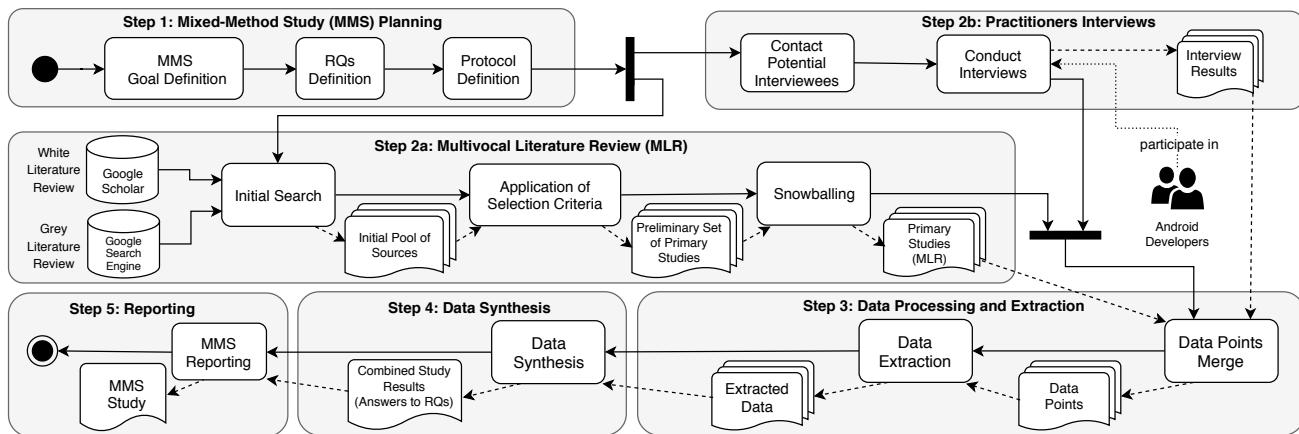 Step 1: Mixed-Method Study (MMS) Planning
MMS
Goal Definition
RQs
Definition
Protocol
Definition
Step 2b: Practitioners Interviews
Contact
Potential
Interviewees
Conduct
Interviews
Interview
Results
participate in
Android
Developers
Step 2a: Multivocal Literature Review (MLR)
White
Literature
Review
Google
Scholar
Grey
Literature
Review
Google
Search
Engine
Initial Search
Initial Pool of
Sources
Application of
Selection Criteria
Preliminary Set
of Primary
Studies
Snowballing
Primary
Studies
(MLR)
Step 5: Reporting
MMS
Reporting
MMS
Study
Step 4: Data Synthesis
Data
Synthesis
Combined Study
Results
(Answers to RQs)
Step 3: Data Processing and Extraction
Data
Extraction
Extracted
Data
Data Points
Merge
Data
Points